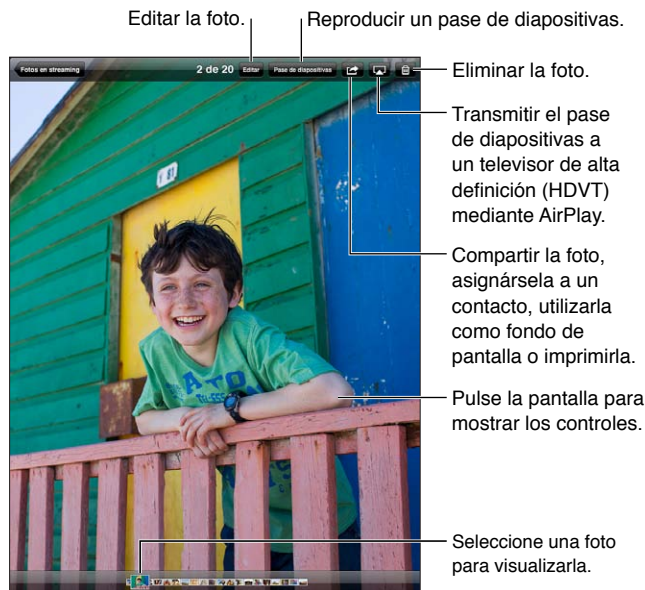 Editar la foto.
Reproducir un pase de diapositivas.
Fotos en streaming
2 de 20
Editar
Pase de diapositivas
Eliminar la foto.
Transmitir el pase
de diapositivas a
un televisor de alta
definición (HDVT)
mediante AirPlay.
Compartir la foto,
asignársela a un
contacto, utilizarla
como fondo de
pantalla o imprimirla.
Pulse la pantalla para
mostrar los controles.
Seleccione una foto
para visualizarla.